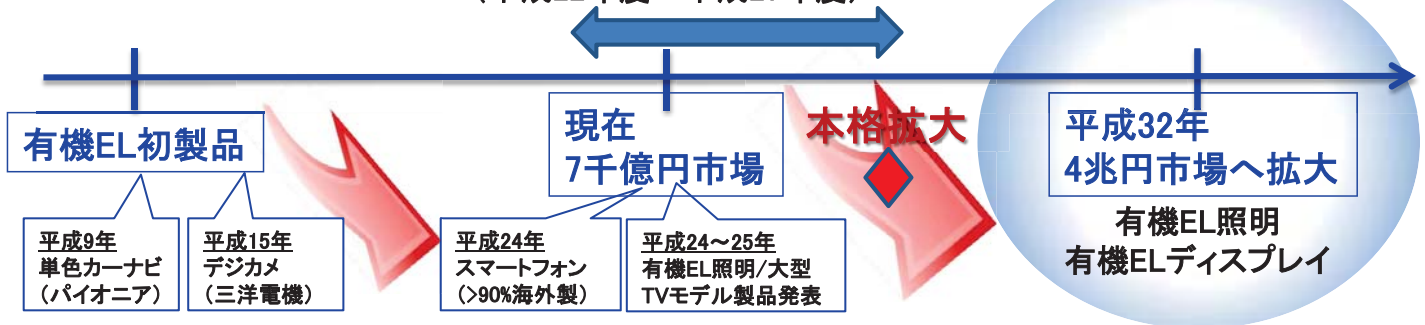 有機EL初製品
平成9年
単色カーナビ
(パイオニア)
平成15年
デジカメ
(三洋電機)
現在
7千億円市場
平成24年
スマートフォン
(>90%海外製)
平成24～25年
有機EL照明/大型
TVモデル製品発表
本格拡大
平成32年
4兆円市場へ拡大
有機EL照明
有機ELディスプレイ